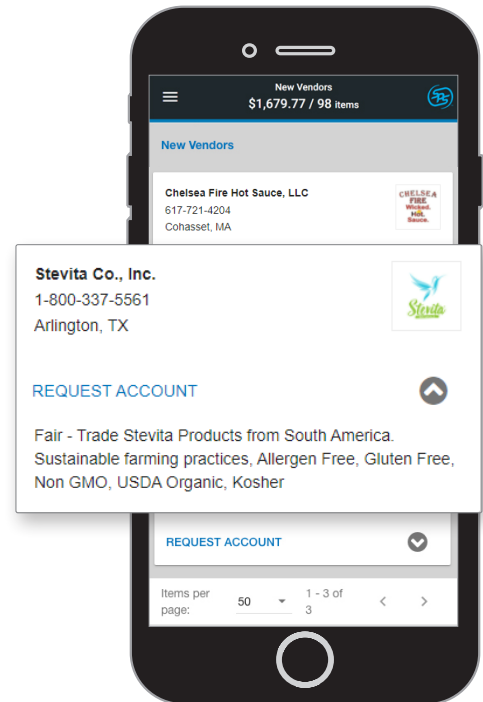 New Vendors
$1,679.77 / 98 items
SPS
New Vendors
Chelsea Fire Hot Sauce, LLC
617-721-4204
Cohasset, MA
CHELSEA
FIRE
Wicked.
Hot.
Sauce.
Stevita Co., Inc.
1-800-337-5561
Arlington, TX
Stevita
REQUEST ACCOUNT
Fair - Trade Stevita Products from South America.
Sustainable farming practices, Allergen Free, Gluten Free,
Non GMO, USDA Organic, Kosher
REQUEST ACCOUNT
Items per
page:
50
1 - 3 of
3